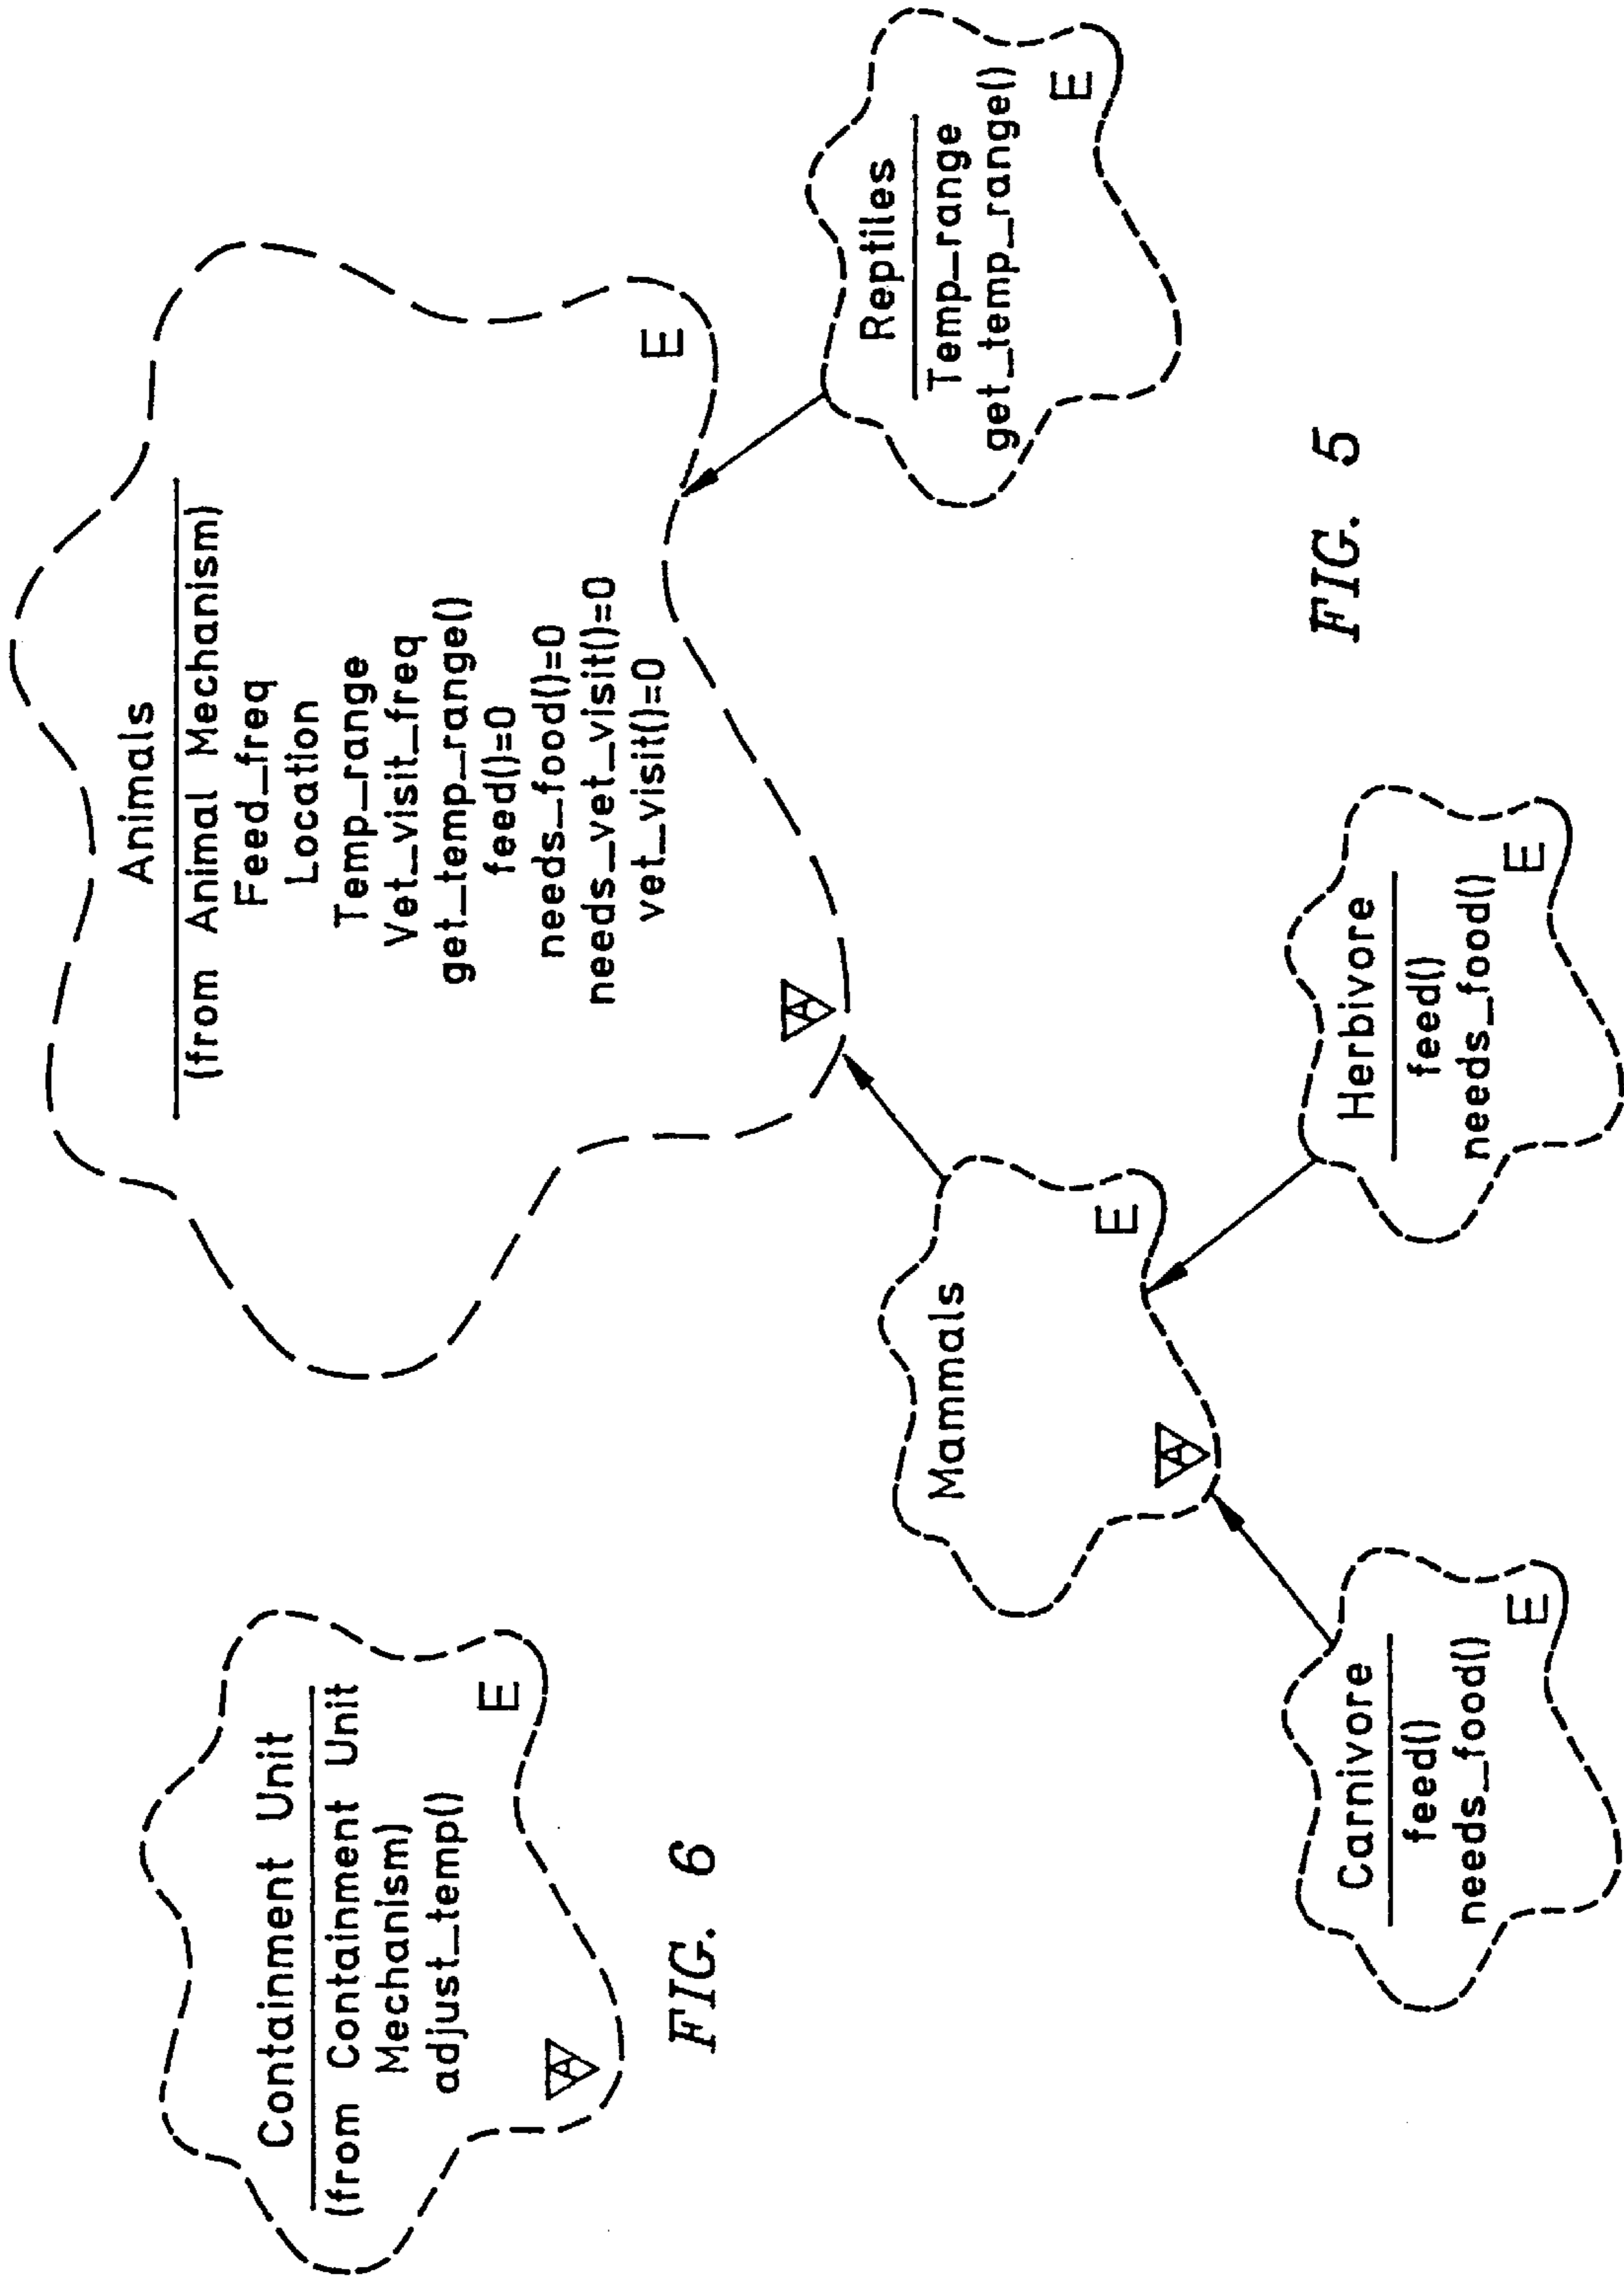 Animals
(from Animal Mechanism)
Feed_freq
Location
Temp_range
Vet_visit_freq
get_temp_range()
feed()=0
needs_food()=0
needs_vet_visit()=0
vet_visit()=0
A
E
Reptiles
Temp_range
get_temp_range()
E
Mammals
A
E
Carnivore
feed()
needs_food()
E
Herbivore
feed()
needs_food()
E
FIG. 5
Containment Unit
(from Containment Unit
Mechanism)
adjust_temp()
A
E
FIG. 6